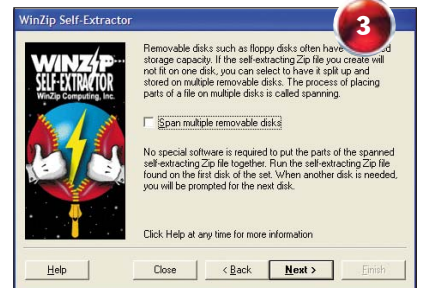 WinZip Self-Extractor
3
WINZIP
SELF-EXTRACTOR
WinZip Computing, Inc.
Removable disks such as floppy disks often have
storage capacity. If the self-extracting Zip file you create will
not fit on one disk, you can select to have it split up and
stored on multiple removable disks. The process of placing
parts of a file on multiple disks is called spanning.
Span multiple removable disks
No special software is required to put the parts of the spanned
self-extracting Zip file together. Run the self-extracting Zip file
found on the first disk of the set. When another disk is needed,
you will be prompted for the next disk.
Click Help at any time for more information
Help
Close
< Back
Next >
Finish